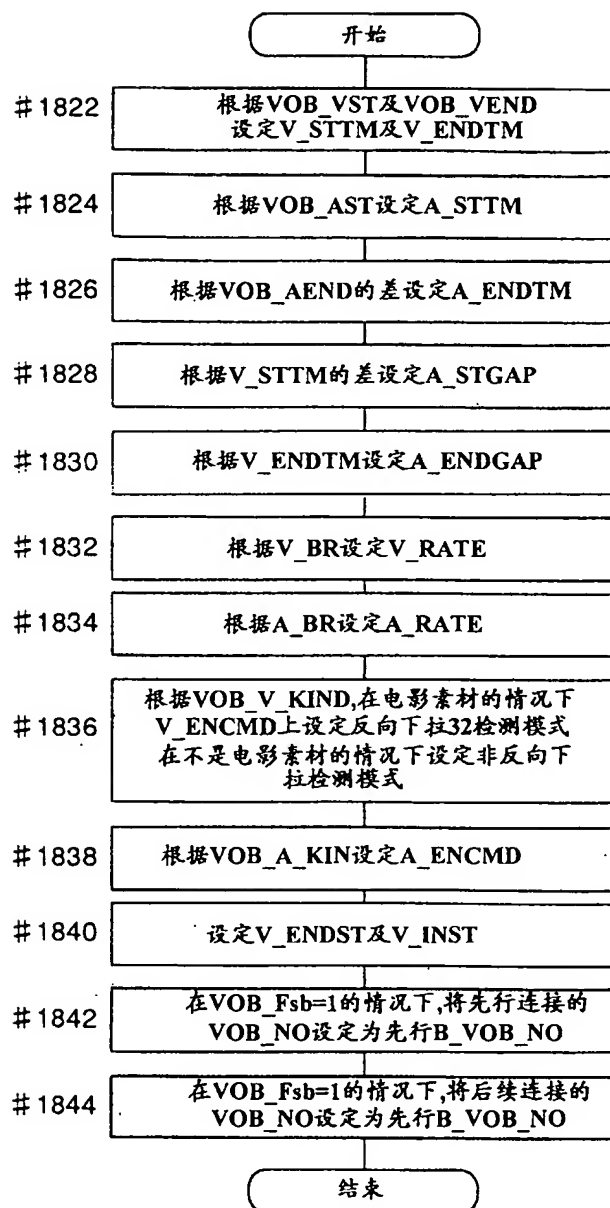 开始
#1822
根据VOB_VST及VOB_VEND
设定V_STTM及V_ENDTM
#1824
根据VOB_AST设定A_STTM
#1826
根据VOB_AEND的差设定A_ENDTM
#1828
根据V_STTM的差设定A_STGAP
#1830
根据V_ENDTM设定A_ENDGAP
#1832
根据V_BR设定V_RATE
#1834
根据A_BR设定A_RATE
#1836
根据VOB_V_KIND,在电影素材的情况下
V_ENCMD上设定反向下拉32检测模式
在不是电影素材的情况下设定非反向下
拉检测模式
#1838
根据VOB_A_KIN设定A_ENCMD
#1840
设定V_ENDST及V_INST
#1842
在VOB_Fsb=1的情况下,将先行连接的
VOB_NO设定为先行B_VOB_NO
#1844
在VOB_Fsb=1的情况下,将后续连接的
VOB_NO设定为先行B_VOB_NO
结束